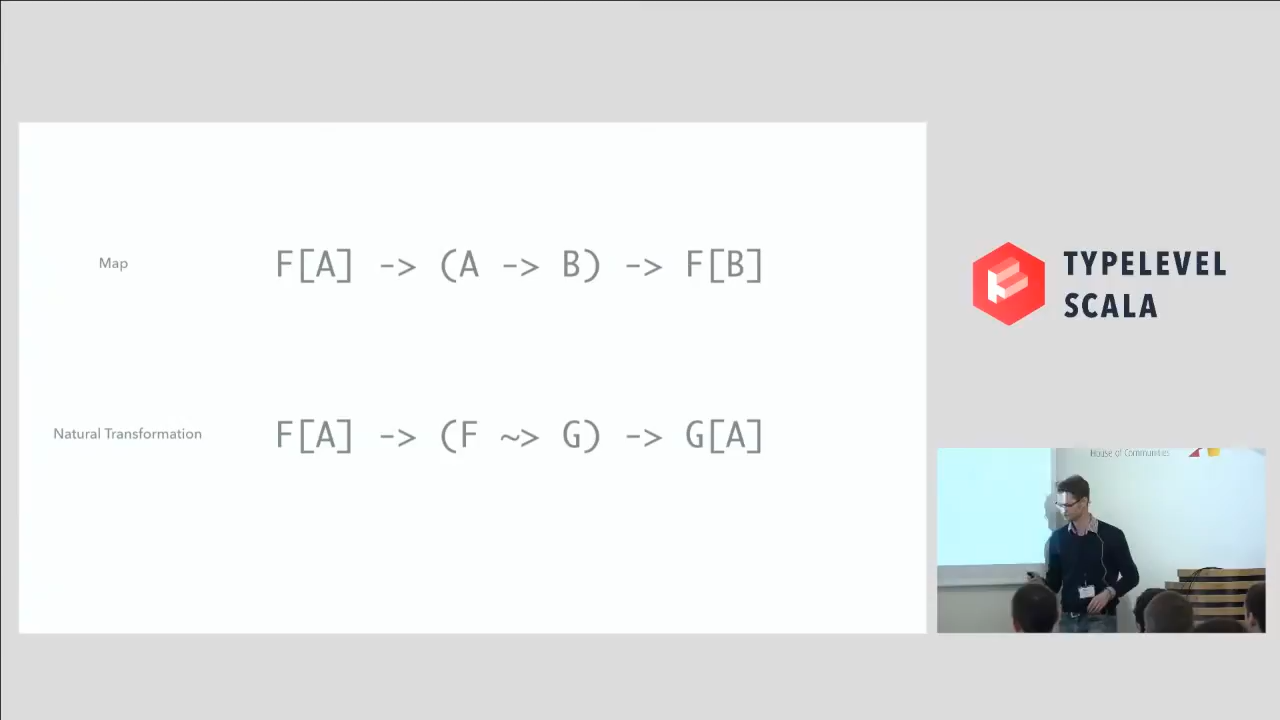 Map
F[A] -> (A -> B) -> F[B]
Natural Transformation
F[A] -> (F ~> G) -> G[A]
TYPELEVEL
SCALA
House of Communities